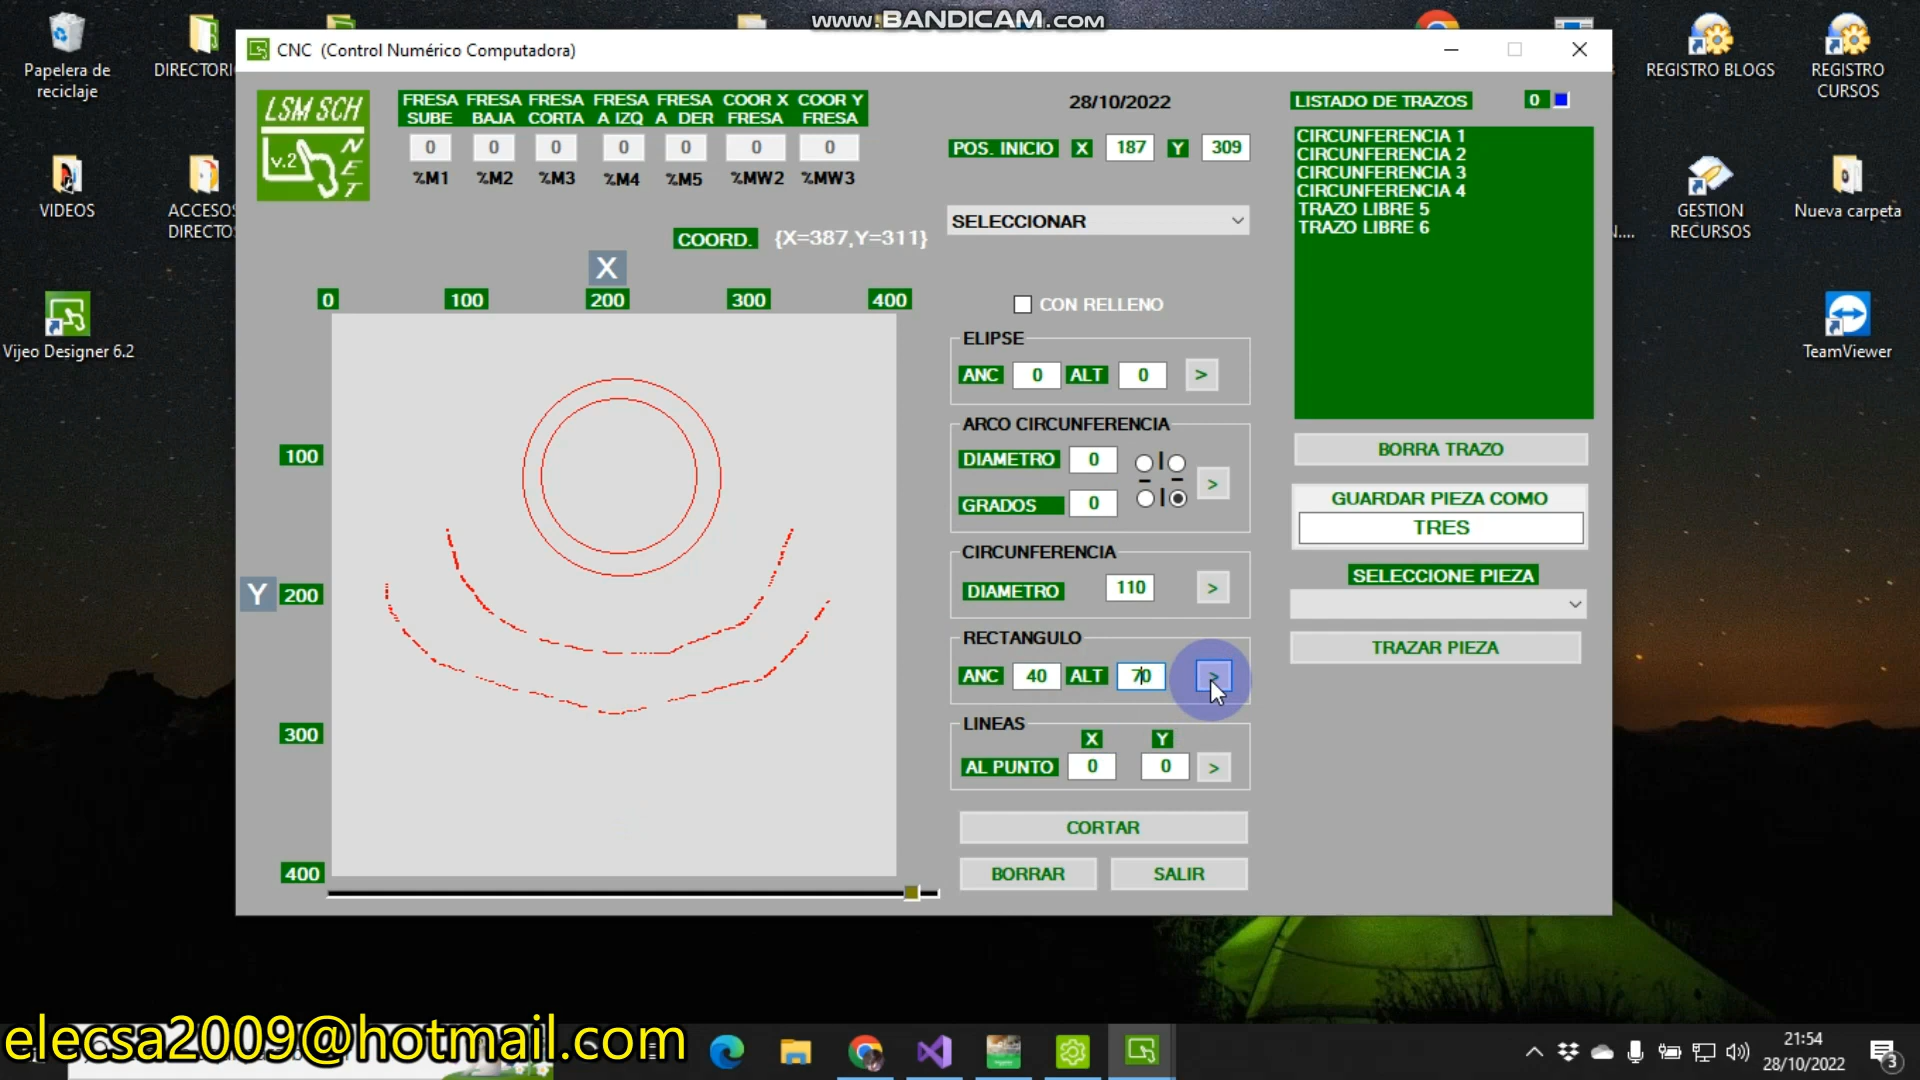 www.BANDICAM.com
Papelera de
reciclaje
REGISTRO BLOGS
REGISTRO
CURSOS
CNC (Control Numérico Computadora)
LSM SCH
v.2
NET
FRESA FRESA FRESA FRESA FRESA COOR X COOR Y
SUBE BAJA CORTA A IZQ A DER FRESA FRESA
0 0 0 0 0 0 0
%M1 %M2 %M3 %M4 %M5 %MW2 %MW3
28/10/2022
POS. INICIO X 187 Y 309
SELECCIONAR
COORD. {X=387,Y=311}
X
0 100 200 300 400
100
Y 200
300
400
CON RELLENO
ELIPSE
ANC 0 ALT 0 >
ARCO CIRCUNFERENCIA
DIAMETRO 0
GRADOS 0 >
CIRCUNFERENCIA
DIAMETRO 110 >
RECTANGULO
ANC 40 ALT 70 >
LINEAS
X Y
AL PUNTO 0 0 >
CORTAR
BORRAR SALIR
LISTADO DE TRAZOS 0
CIRCUNFERENCIA 1
CIRCUNFERENCIA 2
CIRCUNFERENCIA 3
CIRCUNFERENCIA 4
TRAZO LIBRE 5
TRAZO LIBRE 6
BORRA TRAZO
GUARDAR PIEZA COMO
TRES
SELECCIONE PIEZA
TRAZAR PIEZA
VIDEOS
GESTION
RECURSOS
Nueva carpeta
Vijeo Designer 6.2
TeamViewer
elecsa2009@hotmail.com
21:54
28/10/2022
3